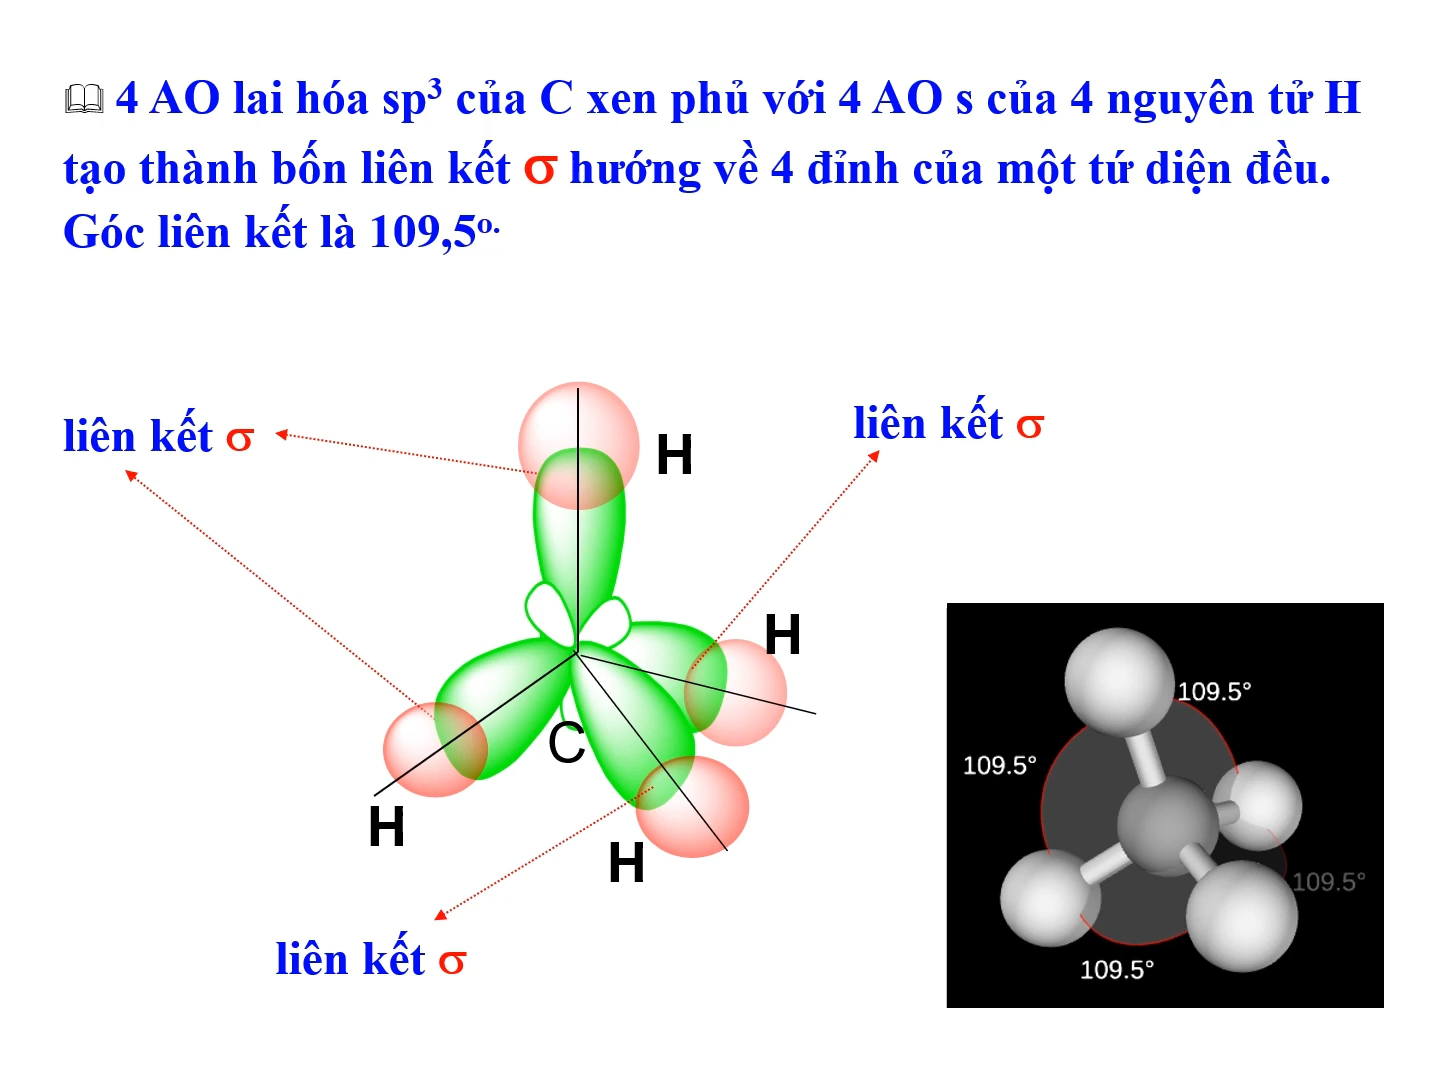 4 AO lai hóa sp³ của C xen phủ với 4 AO s của 4 nguyên tử H
tạo thành bốn liên kết σ hướng về 4 đỉnh của một tứ diện đều.
Góc liên kết là 109,5º.
liên kết σ
liên kết σ
H
H
C
H
H
liên kết σ
109.5°
109.5°
109.5°
109.5°